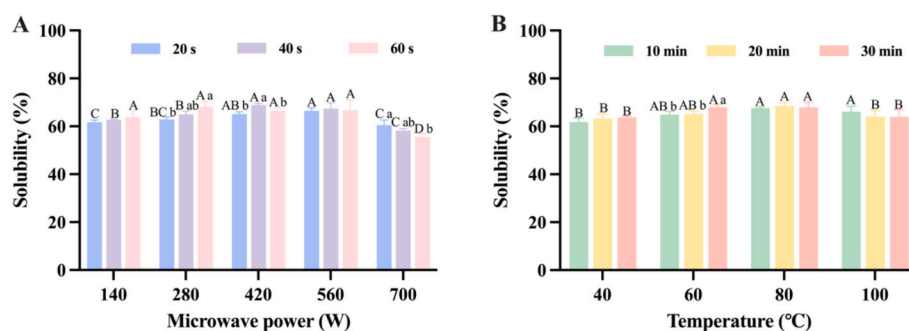 A
20 s 40 s 60 s
Solubility (%)
100
80
60
40
20
0
C B A
BC b B ab A a
AB b A a A b
A A A
C a C ab D b
140 280 420 560 700
Microwave power (W)
B
10 min 20 min 30 min
Solubility (%)
100
80
60
40
20
0
B B B
AB b AB b A a
A A A
A B B
40 60 80 100
Temperature (°C)